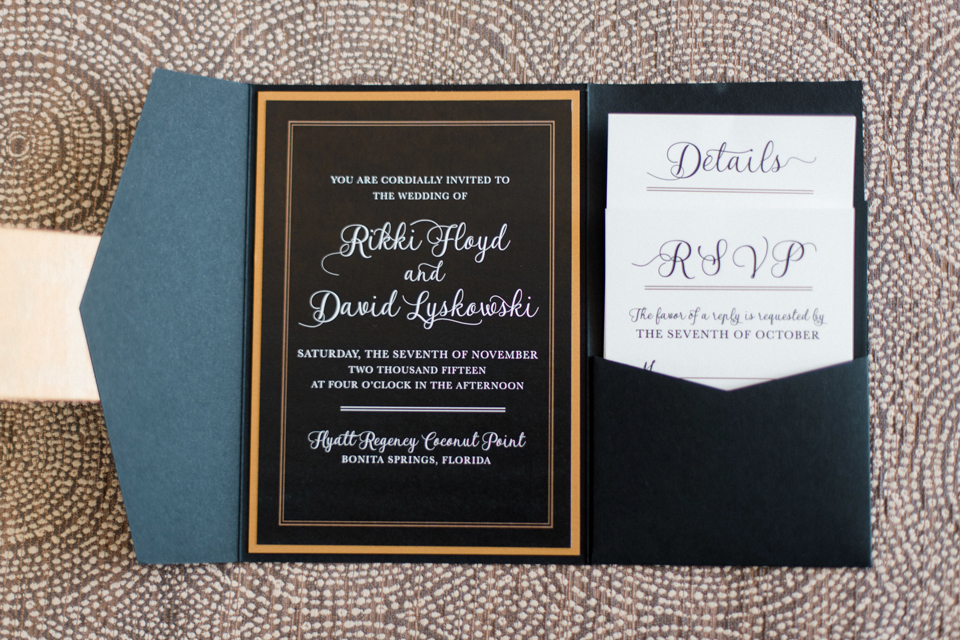 YOU ARE CORDIALLY INVITED TO
THE WEDDING OF
Rikki Floyd
and
David Lyskowski
SATURDAY, THE SEVENTH OF NOVEMBER
TWO THOUSAND FIFTEEN
AT FOUR O'CLOCK IN THE AFTERNOON
Hyatt Regency Coconut Point
BONITA SPRINGS, FLORIDA
Details
RSVP
The favor of a reply is requested by
THE SEVENTH OF OCTOBER